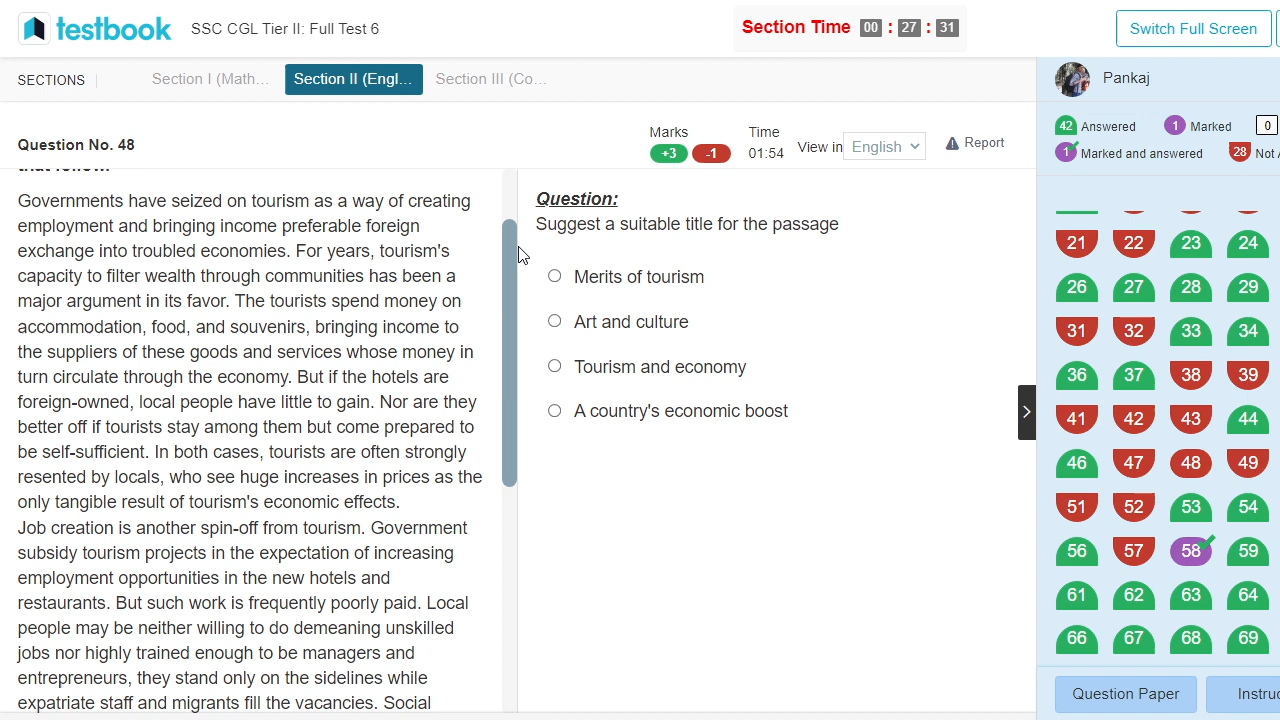 testbook
SSC CGL Tier II: Full Test 6
Section Time 00 : 27 : 31
Switch Full Screen
SECTIONS
Section I (Math...
Section II (Engl...
Section III (Co...
Pankaj
Question No. 48
Marks
+3 -1
Time
01:54
View in English
Report
42 Answered
1 Marked
0
1 Marked and answered
28 Not
Governments have seized on tourism as a way of creating
employment and bringing income preferable foreign
exchange into troubled economies. For years, tourism's
capacity to filter wealth through communities has been a
major argument in its favor. The tourists spend money on
accommodation, food, and souvenirs, bringing income to
the suppliers of these goods and services whose money in
turn circulate through the economy. But if the hotels are
foreign-owned, local people have little to gain. Nor are they
better off if tourists stay among them but come prepared to
be self-sufficient. In both cases, tourists are often strongly
resented by locals, who see huge increases in prices as the
only tangible result of tourism's economic effects.
Job creation is another spin-off from tourism. Government
subsidy tourism projects in the expectation of increasing
employment opportunities in the new hotels and
restaurants. But such work is frequently poorly paid. Local
people may be neither willing to do demeaning unskilled
jobs nor highly trained enough to be managers and
entrepreneurs, they stand only on the sidelines while
expatriate staff and migrants fill the vacancies. Social
Question:
Suggest a suitable title for the passage
Merits of tourism
Art and culture
Tourism and economy
A country's economic boost
21 22 23 24
26 27 28 29
31 32 33 34
36 37 38 39
41 42 43 44
46 47 48 49
51 52 53 54
56 57 58 59
61 62 63 64
66 67 68 69
Question Paper